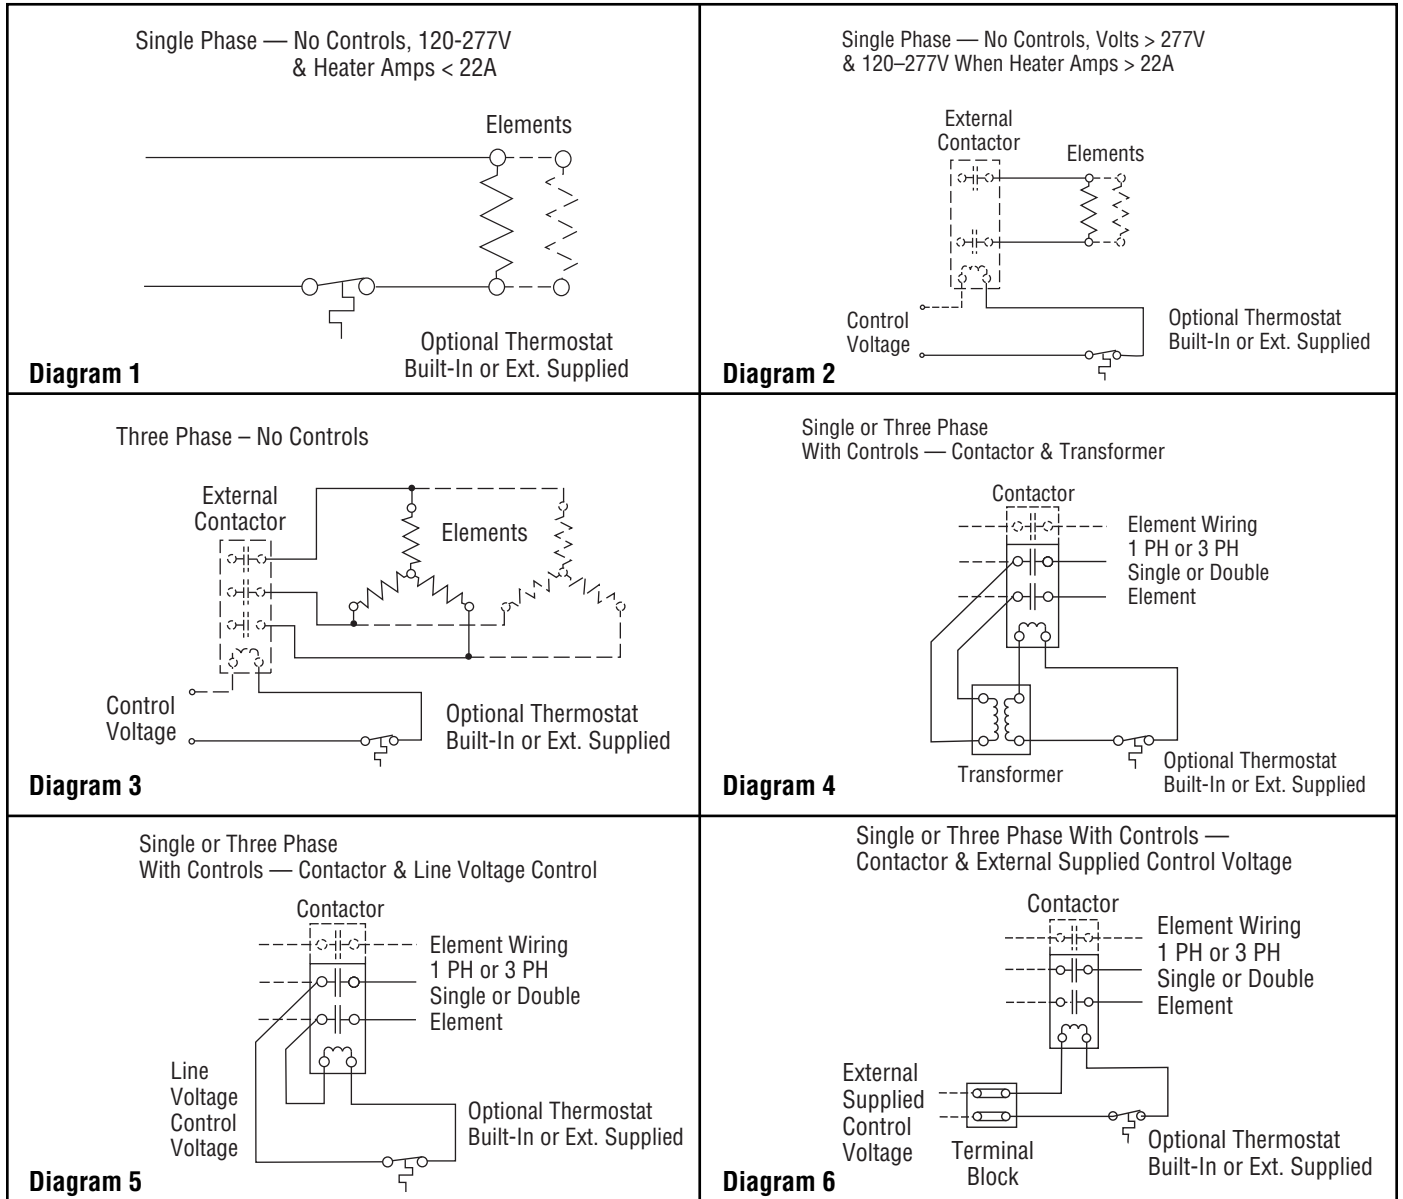 Single Phase — No Controls, 120-277V
& Heater Amps < 22A
Elements
Optional Thermostat
Built-In or Ext. Supplied
Diagram 1
Single Phase — No Controls, Volts > 277V
& 120–277V When Heater Amps > 22A
External
Contactor
Elements
Control
Voltage
Optional Thermostat
Built-In or Ext. Supplied
Diagram 2
Three Phase – No Controls
External
Contactor
Elements
Control
Voltage
Optional Thermostat
Built-In or Ext. Supplied
Diagram 3
Single or Three Phase
With Controls — Contactor & Transformer
Contactor
Element Wiring
1 PH or 3 PH
Single or Double
Element
Transformer
Optional Thermostat
Built-In or Ext. Supplied
Diagram 4
Single or Three Phase
With Controls — Contactor & Line Voltage Control
Contactor
Element Wiring
1 PH or 3 PH
Single or Double
Element
Line
Voltage
Control
Voltage
Optional Thermostat
Built-In or Ext. Supplied
Diagram 5
Single or Three Phase With Controls —
Contactor & External Supplied Control Voltage
Contactor
Element Wiring
1 PH or 3 PH
Single or Double
Element
External
Supplied
Control
Voltage
Terminal
Block
Optional Thermostat
Built-In or Ext. Supplied
Diagram 6